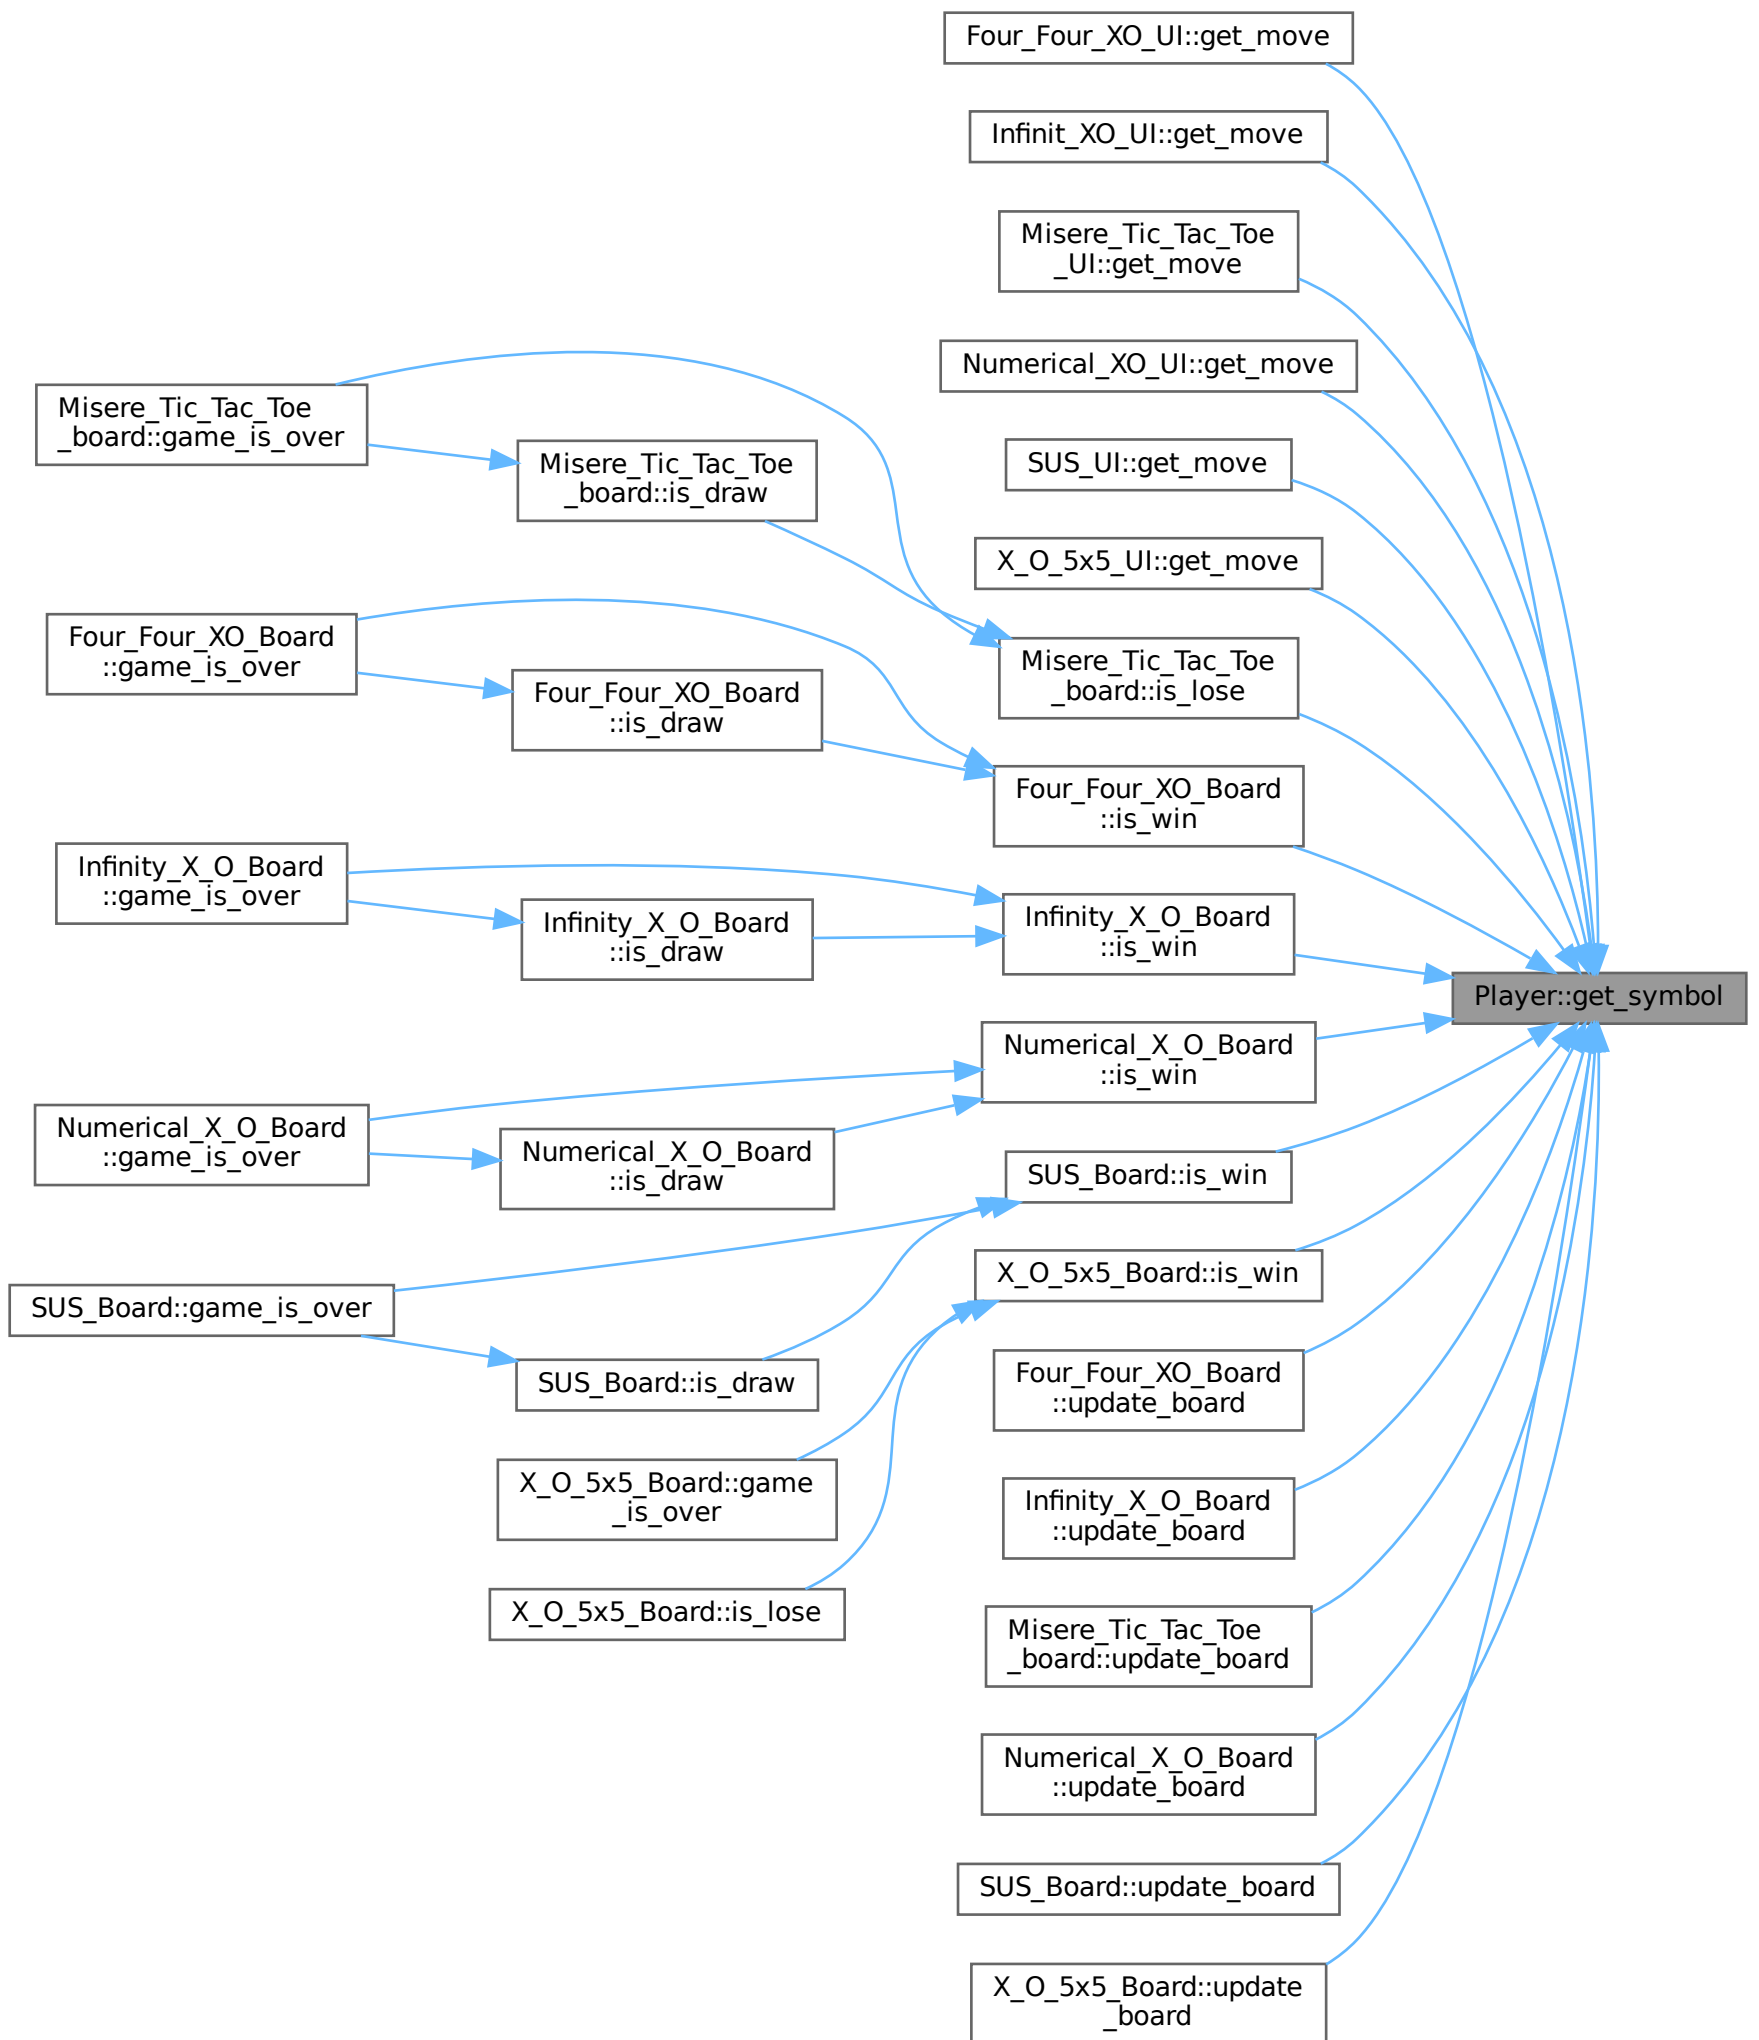 Four_Four_XO_UI::get_move
Infinit_XO_UI::get_move
Misere_Tic_Tac_Toe
_UI::get_move
Numerical_XO_UI::get_move
SUS_UI::get_move
X_O_5x5_UI::get_move
Misere_Tic_Tac_Toe
_board::game_is_over
Misere_Tic_Tac_Toe
_board::is_draw
Misere_Tic_Tac_Toe
_board::is_lose
Four_Four_XO_Board
::game_is_over
Four_Four_XO_Board
::is_draw
Four_Four_XO_Board
::is_win
Infinity_X_O_Board
::game_is_over
Infinity_X_O_Board
::is_draw
Infinity_X_O_Board
::is_win
Player::get_symbol
Numerical_X_O_Board
::is_win
Numerical_X_O_Board
::game_is_over
Numerical_X_O_Board
::is_draw
SUS_Board::is_win
X_O_5x5_Board::is_win
SUS_Board::game_is_over
SUS_Board::is_draw
X_O_5x5_Board::game
_is_over
X_O_5x5_Board::is_lose
Four_Four_XO_Board
::update_board
Infinity_X_O_Board
::update_board
Misere_Tic_Tac_Toe
_board::update_board
Numerical_X_O_Board
::update_board
SUS_Board::update_board
X_O_5x5_Board::update
_board